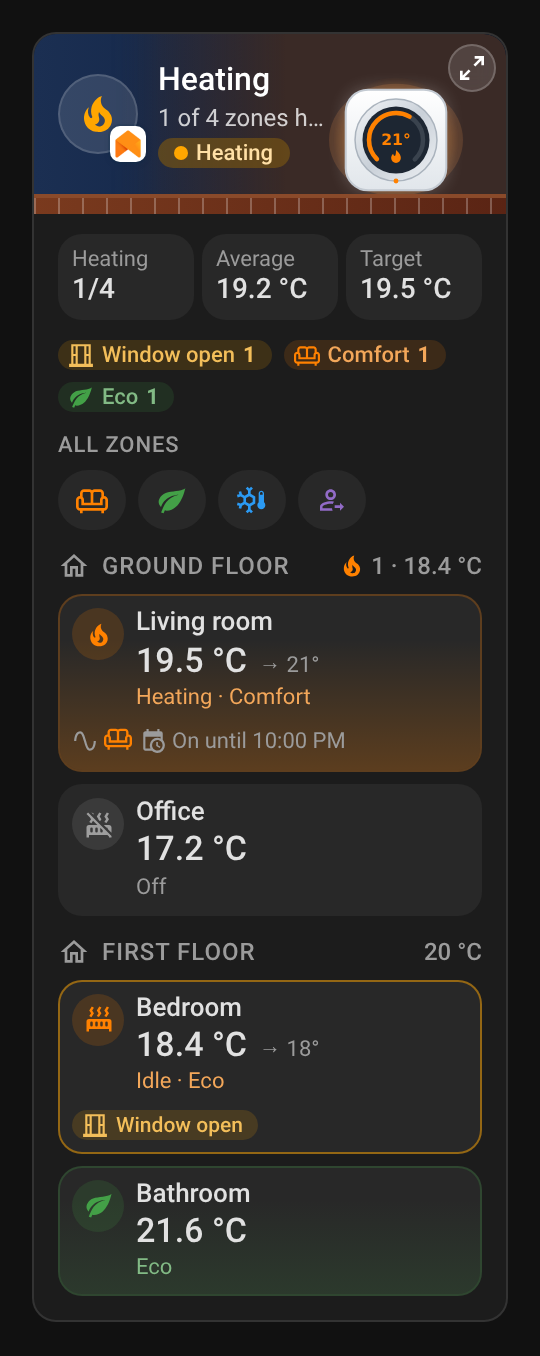 Heating
1 of 4 zones h...
Heating
21°
Heating
1/4
Average
19.2 °C
Target
19.5 °C
Window open 1
Comfort 1
Eco 1
ALL ZONES
GROUND FLOOR
1 · 18.4 °C
Living room
19.5 °C → 21°
Heating · Comfort
On until 10:00 PM
Office
17.2 °C
Off
FIRST FLOOR
20 °C
Bedroom
18.4 °C → 18°
Idle · Eco
Window open
Bathroom
21.6 °C
Eco